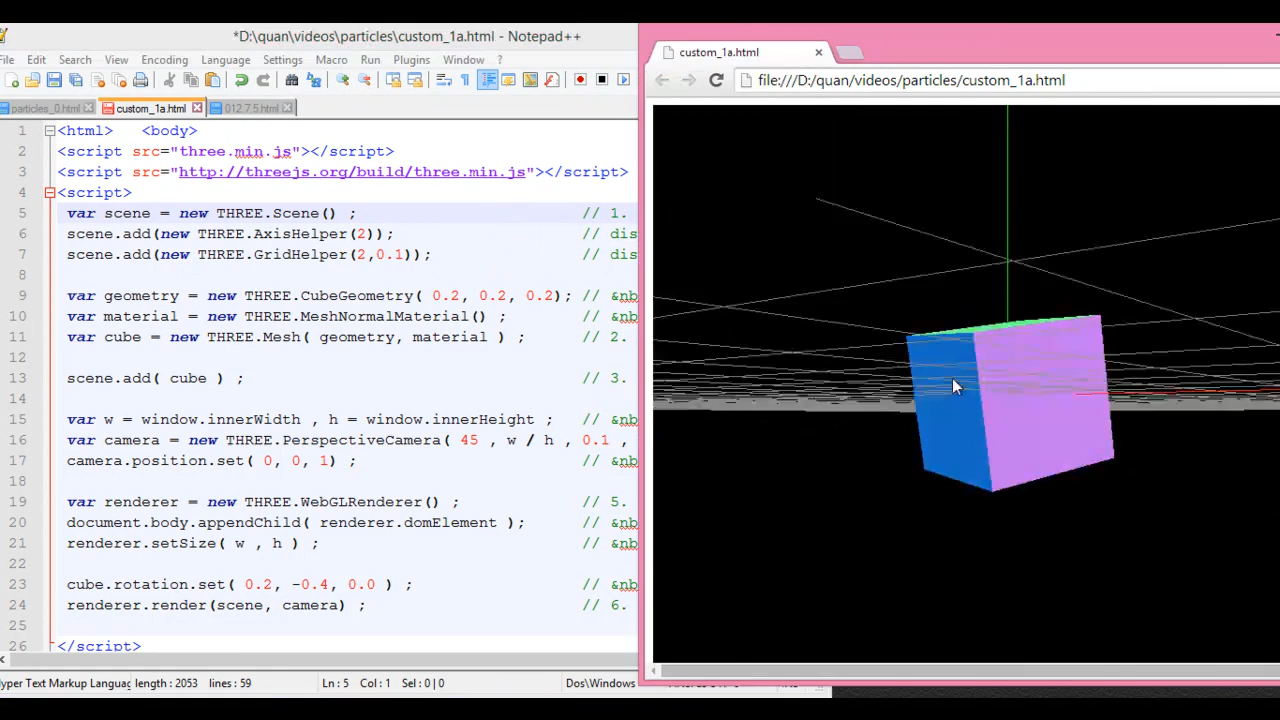 *D:\quan\videos\particles\custom_1a.html - Notepad++
File Edit Search View Encoding Language Settings Macro Run Plugins Window ?
particles_0.html custom_1a.html 012.7.5.html
1 <html> <body>
2 <script src="three.min.js"></script>
3 <script src="http://threejs.org/build/three.min.js"></script>
4 <script>
5 var scene = new THREE.Scene() ; // 1.
6 scene.add(new THREE.AxisHelper(2)); // dis
7 scene.add(new THREE.GridHelper(2,0.1)); // dis
8
9 var geometry = new THREE.CubeGeometry( 0.2, 0.2, 0.2); // &nb
10 var material = new THREE.MeshNormalMaterial() ; // &nb
11 var cube = new THREE.Mesh( geometry, material ) ; // 2.
12
13 scene.add( cube ) ; // 3.
14
15 var w = window.innerWidth , h = window.innerHeight ; // &nb
16 var camera = new THREE.PerspectiveCamera( 45 , w / h , 0.1 ,
17 camera.position.set( 0, 0, 1) ; // &nb
18
19 var renderer = new THREE.WebGLRenderer() ; // 5.
20 document.body.appendChild( renderer.domElement ); // &nb
21 renderer.setSize( w , h ) ; // &nb
22
23 cube.rotation.set( 0.2, -0.4, 0.0 ) ; // &nb
24 renderer.render(scene, camera) ; // 6.
25
26 </script>
yper Text Markup Languag length : 2053 lines : 59 Ln : 5 Col : 1 Sel : 0 | 0 Dos\Windows
custom_1a.html
file:///D:/quan/videos/particles/custom_1a.html